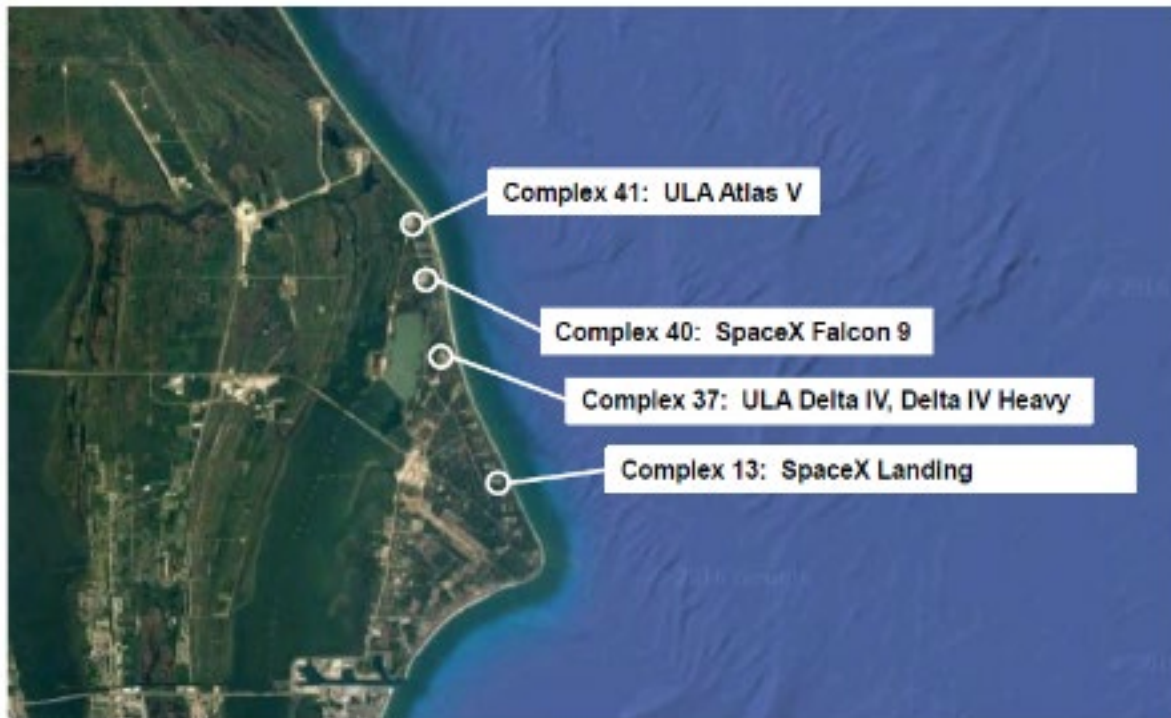 Complex 41: ULA Atlas V
Complex 40: SpaceX Falcon 9
Complex 37: ULA Delta IV, Delta IV Heavy
Complex 13: SpaceX Landing